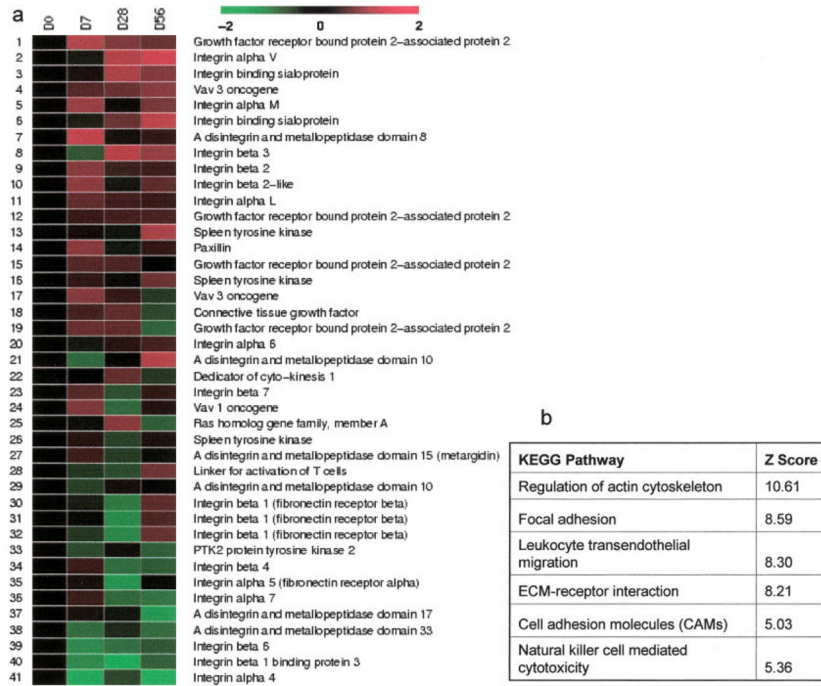 a
D0 D7 D28 D56
−2 0 2
1 Growth factor receptor bound protein 2−associated protein 2
2 Integrin alpha V
3 Integrin binding sialoprotein
4 Vav 3 oncogene
5 Integrin alpha M
6 Integrin binding sialoprotein
7 A disintegrin and metallopeptidase domain 8
8 Integrin beta 3
9 Integrin beta 2
10 Integrin beta 2−like
11 Integrin alpha L
12 Growth factor receptor bound protein 2−associated protein 2
13 Spleen tyrosine kinase
14 Paxillin
15 Growth factor receptor bound protein 2−associated protein 2
16 Spleen tyrosine kinase
17 Vav 3 oncogene
18 Connective tissue growth factor
19 Growth factor receptor bound protein 2−associated protein 2
20 Integrin alpha 6
21 A disintegrin and metallopeptidase domain 10
22 Dedicator of cyto−kinesis 1
23 Integrin beta 7
24 Vav 1 oncogene
25 Ras homolog gene family, member A
26 Spleen tyrosine kinase
27 A disintegrin and metallopeptidase domain 15 (metargidin)
28 Linker for activation of T cells
29 A disintegrin and metallopeptidase domain 10
30 Integrin beta 1 (fibronectin receptor beta)
31 Integrin beta 1 (fibronectin receptor beta)
32 Integrin beta 1 (fibronectin receptor beta)
33 PTK2 protein tyrosine kinase 2
34 Integrin beta 4
35 Integrin alpha 5 (fibronectin receptor alpha)
36 Integrin alpha 7
37 A disintegrin and metallopeptidase domain 17
38 A disintegrin and metallopeptidase domain 33
39 Integrin beta 6
40 Integrin beta 1 binding protein 3
41 Integrin alpha 4
b
KEGG Pathway Z Score
Regulation of actin cytoskeleton 10.61
Focal adhesion 8.59
Leukocyte transendothelial
migration 8.30
ECM-receptor interaction 8.21
Cell adhesion molecules (CAMs) 5.03
Natural killer cell mediated
cytotoxicity 5.36